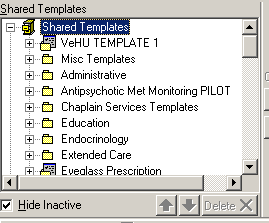 Shared Templates
Shared Templates
VeHU TEMPLATE 1
Misc Templates
Administrative
Antipsychotic Met Monitoring PILOT
Chaplain Services Templates
Education
Endocrinology
Extended Care
Eyeglass Prescription
Hide Inactive
Delete